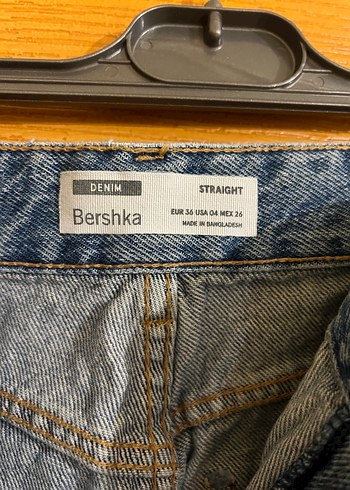 DENIM
STRAIGHT
Bershka
EUR 36 USA 04 MEX 26
MADE IN BANGLADESH